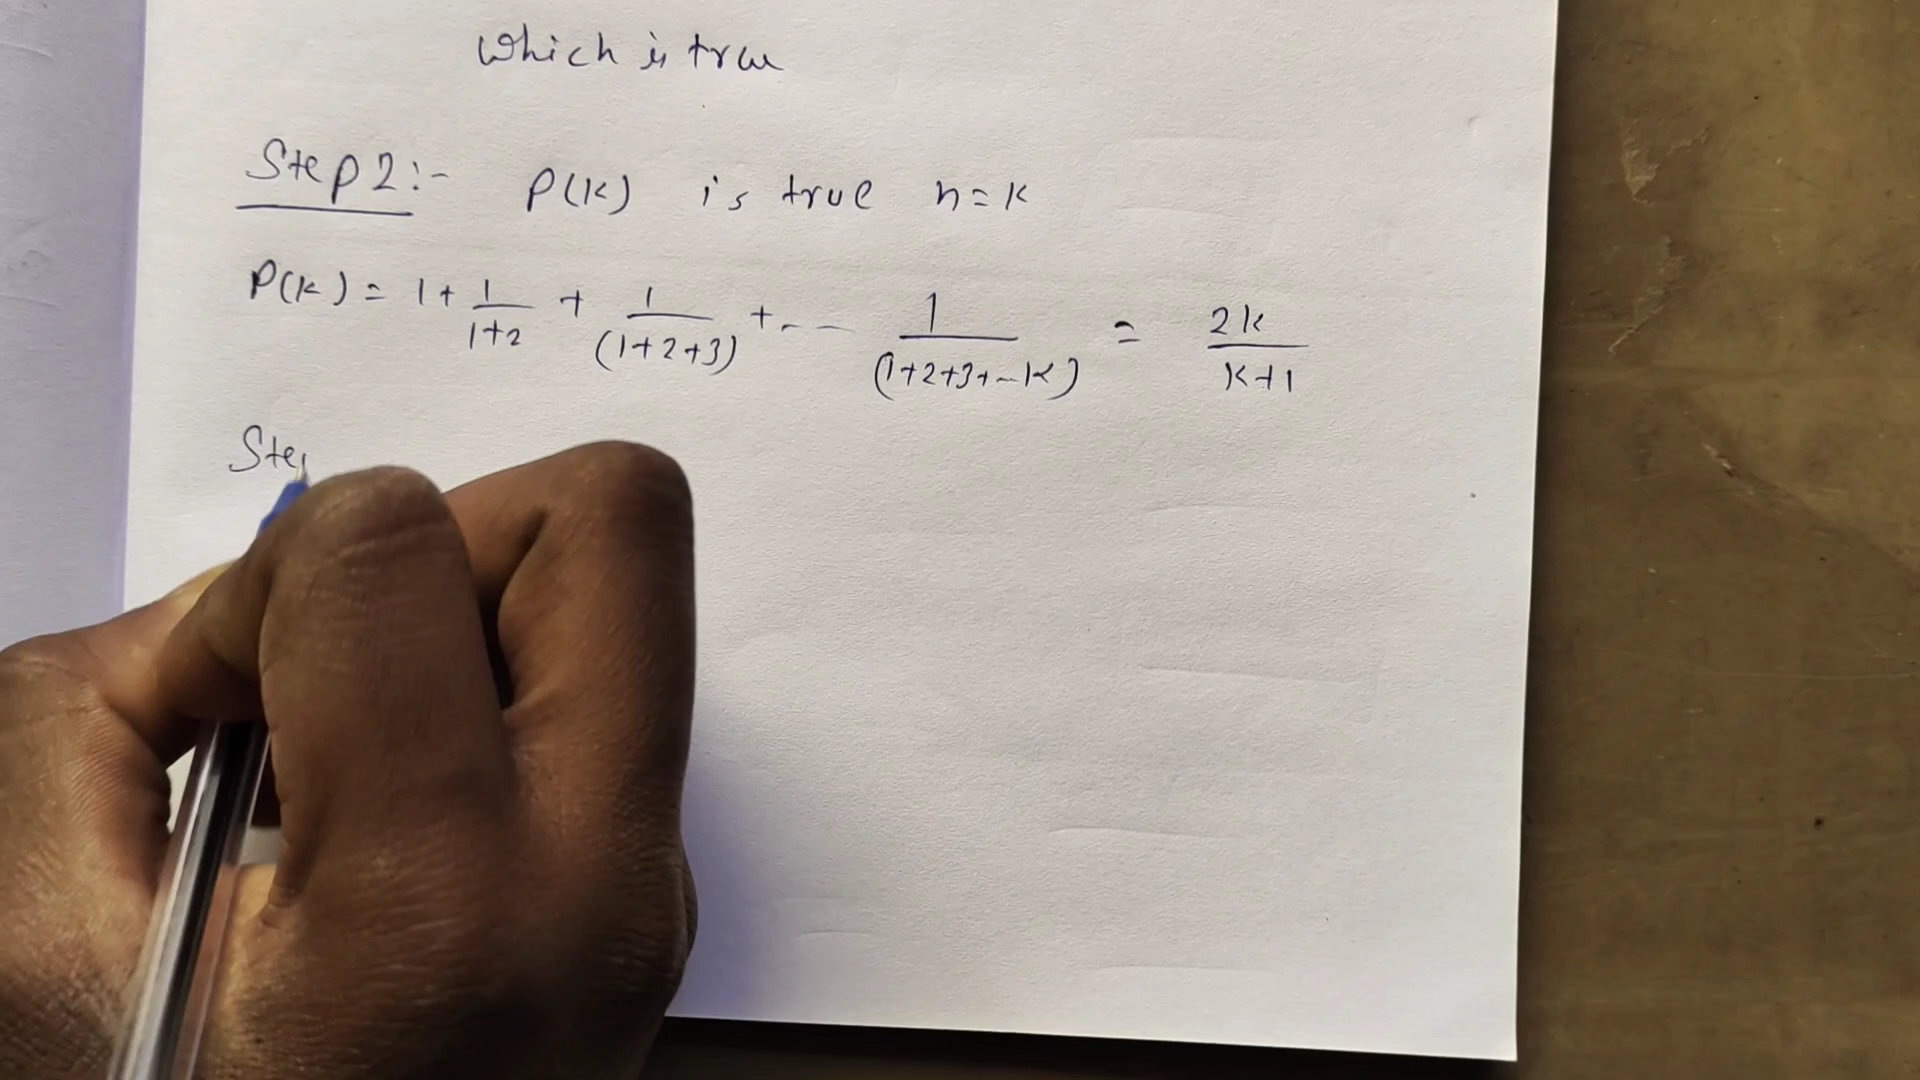 Which is true
Step 2:- P(k) is true n=k
P(k) = 1 + 1/(1+2) + 1/(1+2+3) + -- 1/(1+2+3+--k) = 2k/(k+1)
Ste